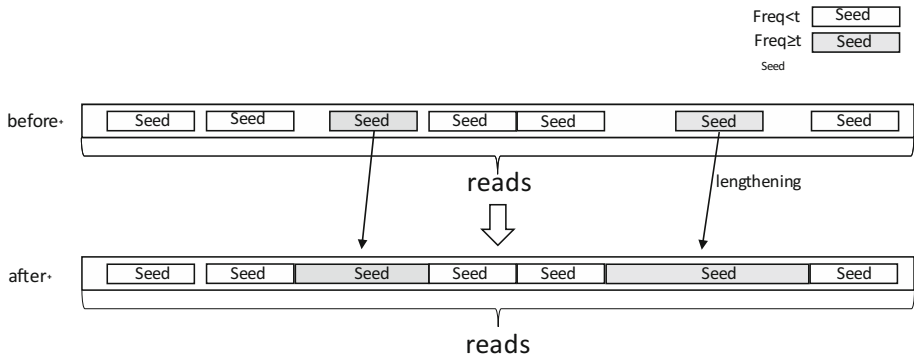 Freq<t Seed
Freq≥t Seed
Seed
before+ Seed Seed Seed Seed Seed Seed Seed
reads
lengthening
after+ Seed Seed Seed Seed Seed Seed Seed
reads